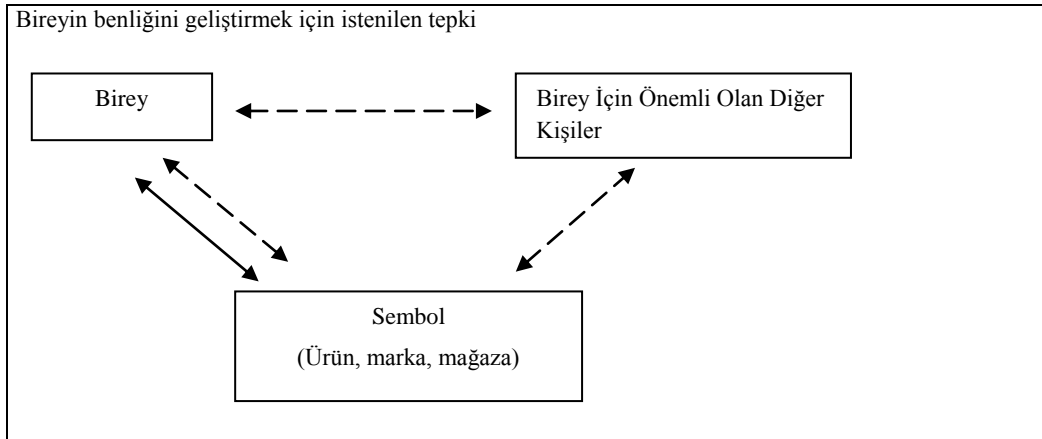 Bireyin benliğini geliştirmek için istenilen tepki
Birey
Birey İçin Önemli Olan Diğer
Kişiler
Sembol
(Ürün, marka, mağaza)